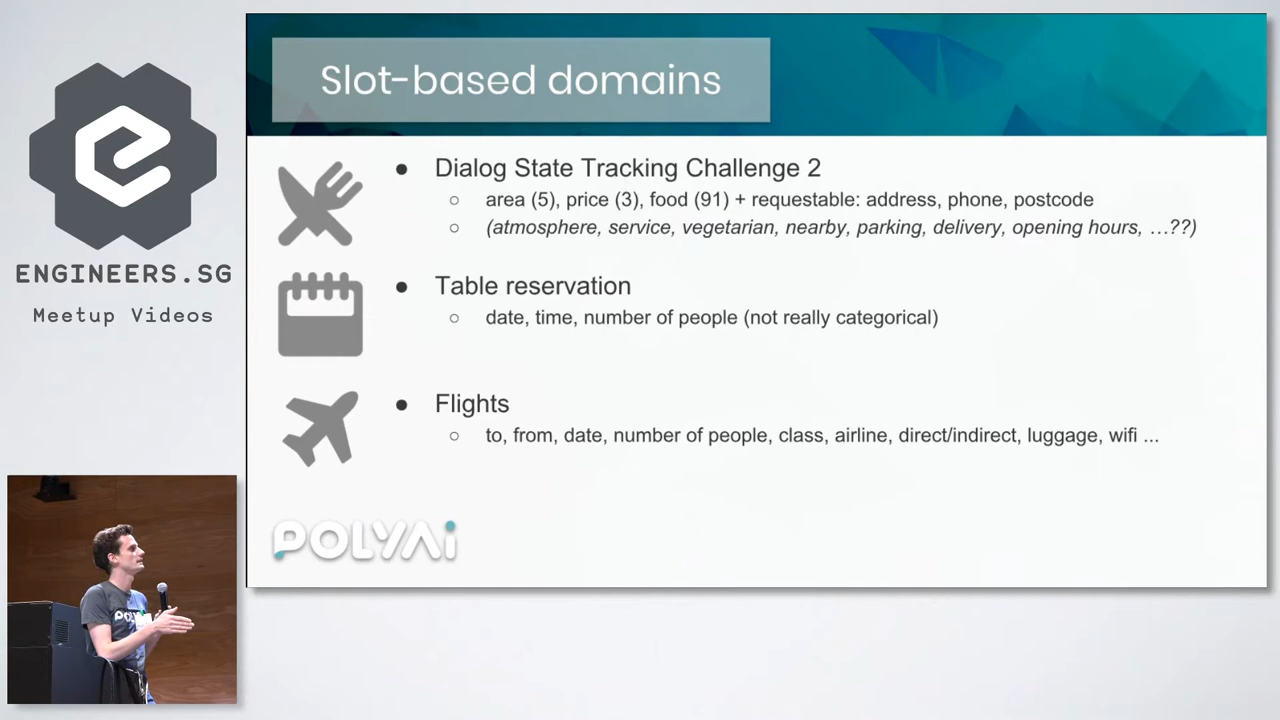 Slot-based domains
● Dialog State Tracking Challenge 2
○ area (5), price (3), food (91) + requestable: address, phone, postcode
○ (atmosphere, service, vegetarian, nearby, parking, delivery, opening hours, …??)
● Table reservation
○ date, time, number of people (not really categorical)
● Flights
○ to, from, date, number of people, class, airline, direct/indirect, luggage, wifi ...
POLYAi
ENGINEERS.SG
Meetup Videos
POLY